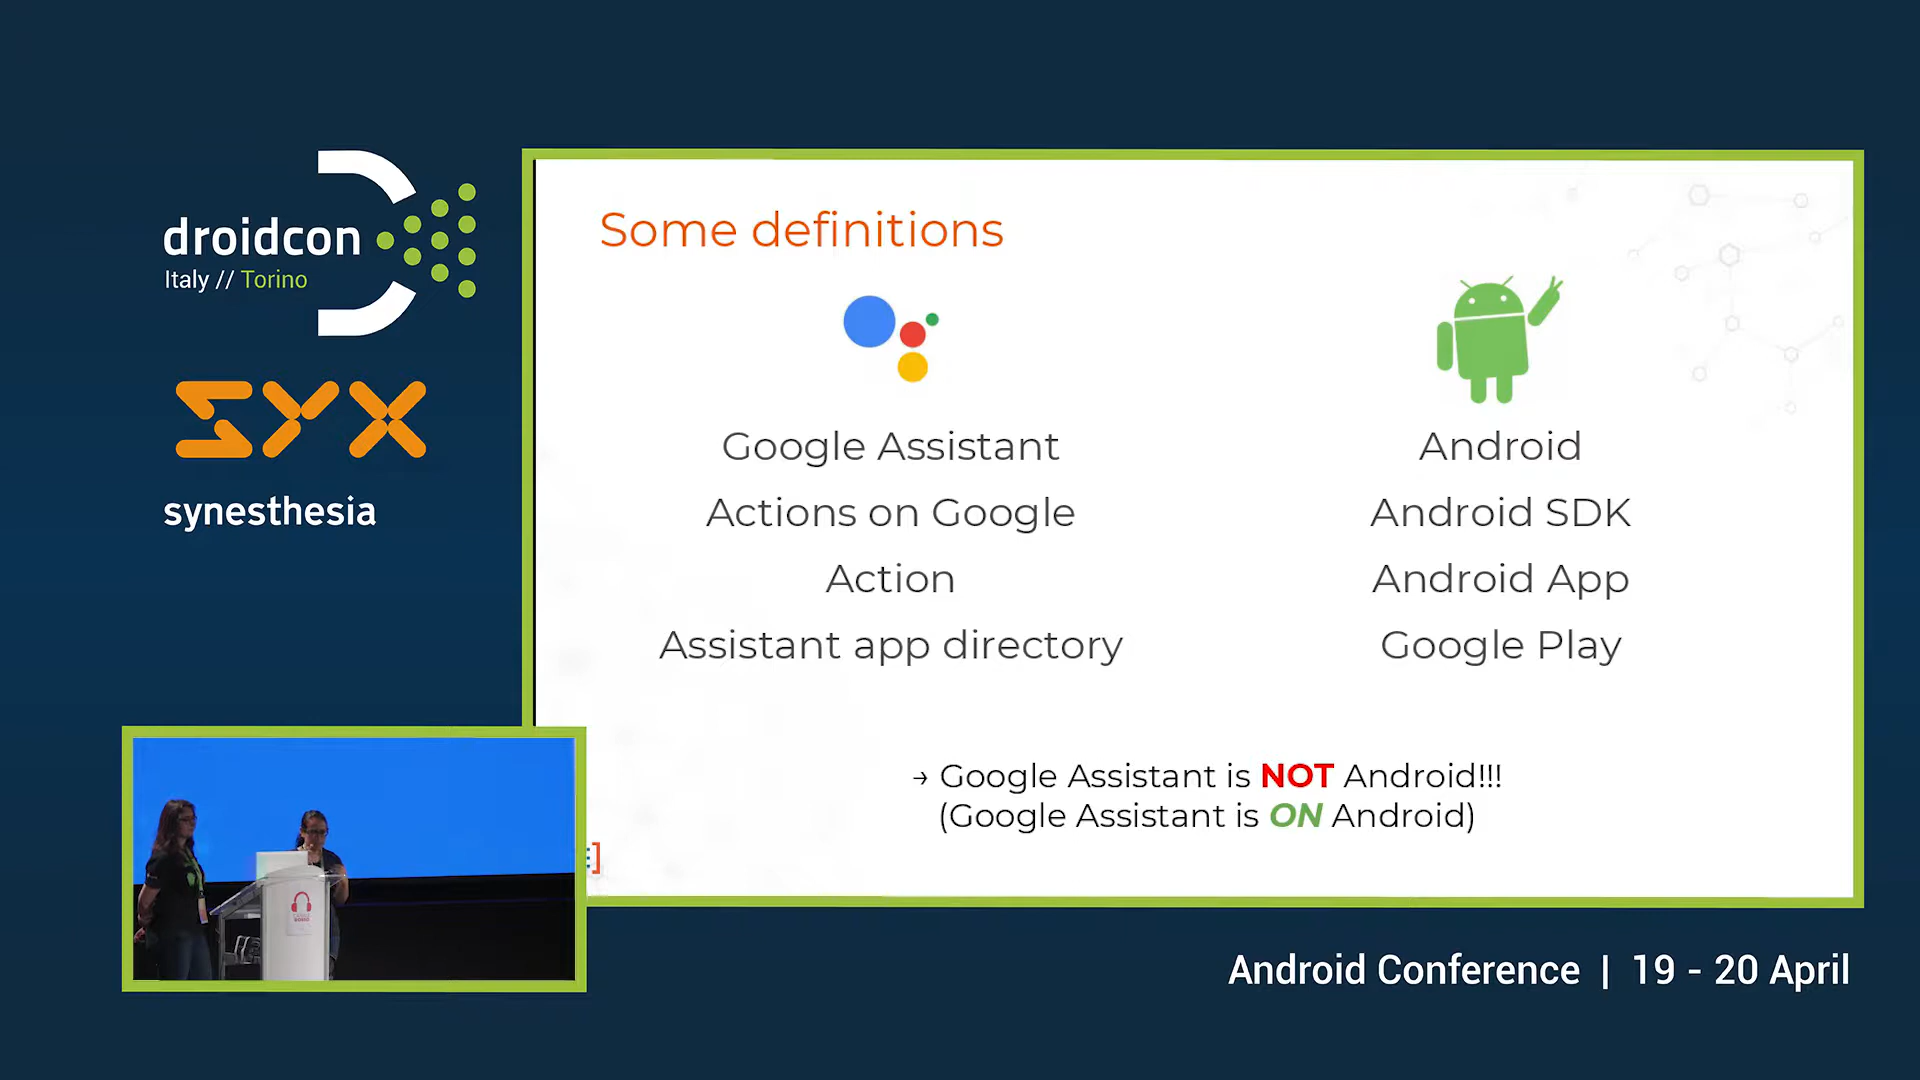 droidcon
Italy // Torino
SYX
synesthesia
Some definitions
Google Assistant
Actions on Google
Action
Assistant app directory
Android
Android SDK
Android App
Google Play
→ Google Assistant is NOT Android!!!
(Google Assistant is ON Android)
Android Conference | 19 - 20 April